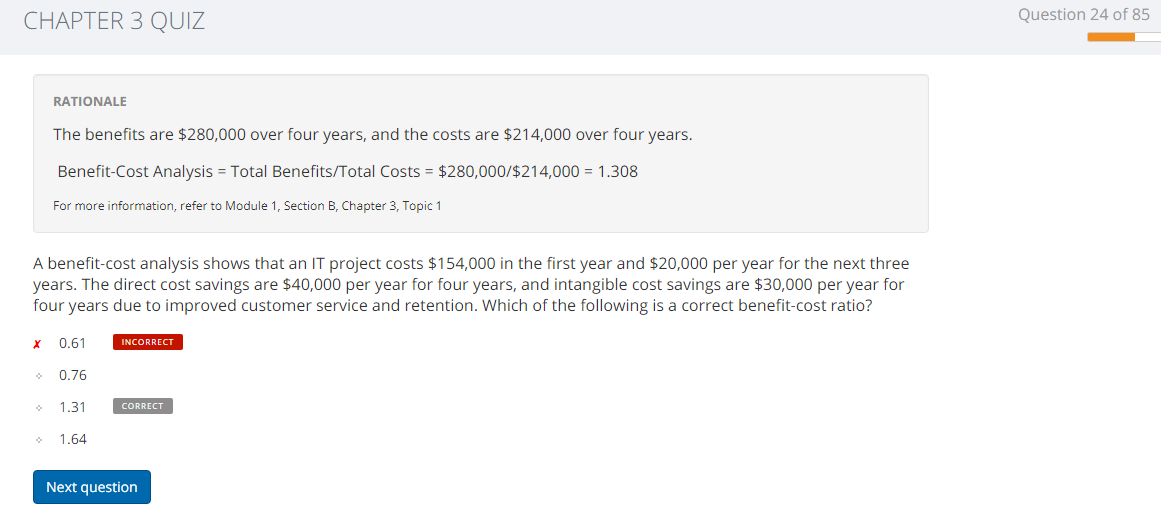 CHAPTER 3 QUIZ
Question 24 of 85
RATIONALE
The benefits are $280,000 over four years, and the costs are $214,000 over four years.
Benefit-Cost Analysis = Total Benefits/Total Costs = $280,000/$214,000 = 1.308
For more information, refer to Module 1, Section B, Chapter 3, Topic 1
A benefit-cost analysis shows that an IT project costs $154,000 in the first year and $20,000 per year for the next three
years. The direct cost savings are $40,000 per year for four years, and intangible cost savings are $30,000 per year for
four years due to improved customer service and retention. Which of the following is a correct benefit-cost ratio?
✗ 0.61 INCORRECT
0.76
1.31 CORRECT
1.64
Next question